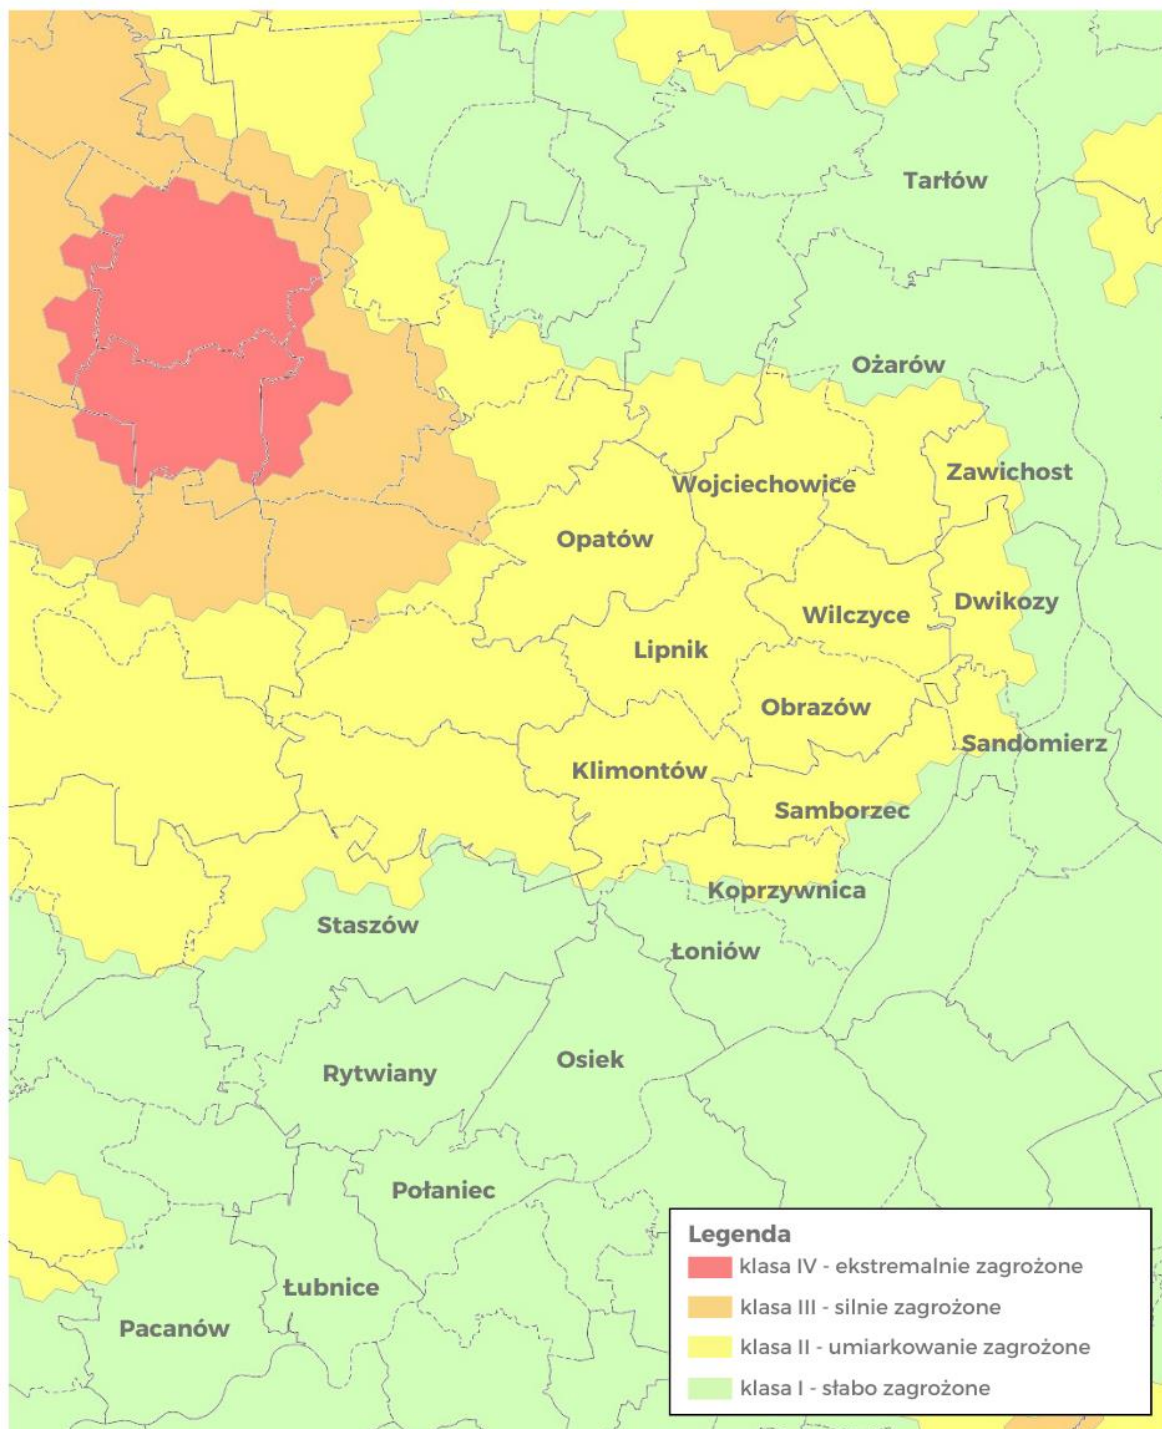 Tarłów
Ożarów
Wojciechowice
Zawichost
Opatów
Dwikozy
Wilczyce
Lipnik
Obrazów
Sandomierz
Klimontów
Samborzec
Koprzywnica
Staszów
Łoniów
Osiek
Rytwiany
Połaniec
Łubnice
Pacanów
Legenda
klasa IV - ekstremalnie zagrożone
klasa III - silnie zagrożone
klasa II - umiarkowanie zagrożone
klasa I - słabo zagrożone